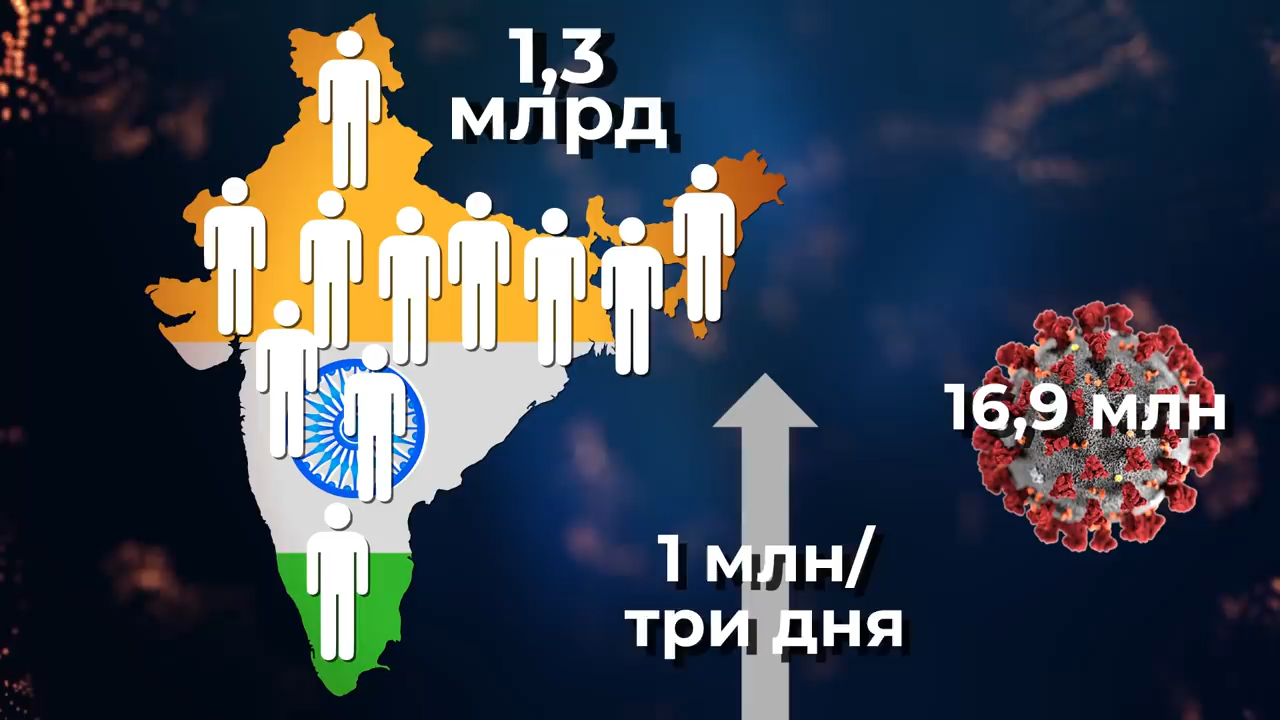 1,3
млрд
16,9 млн
1 млн/
три дня